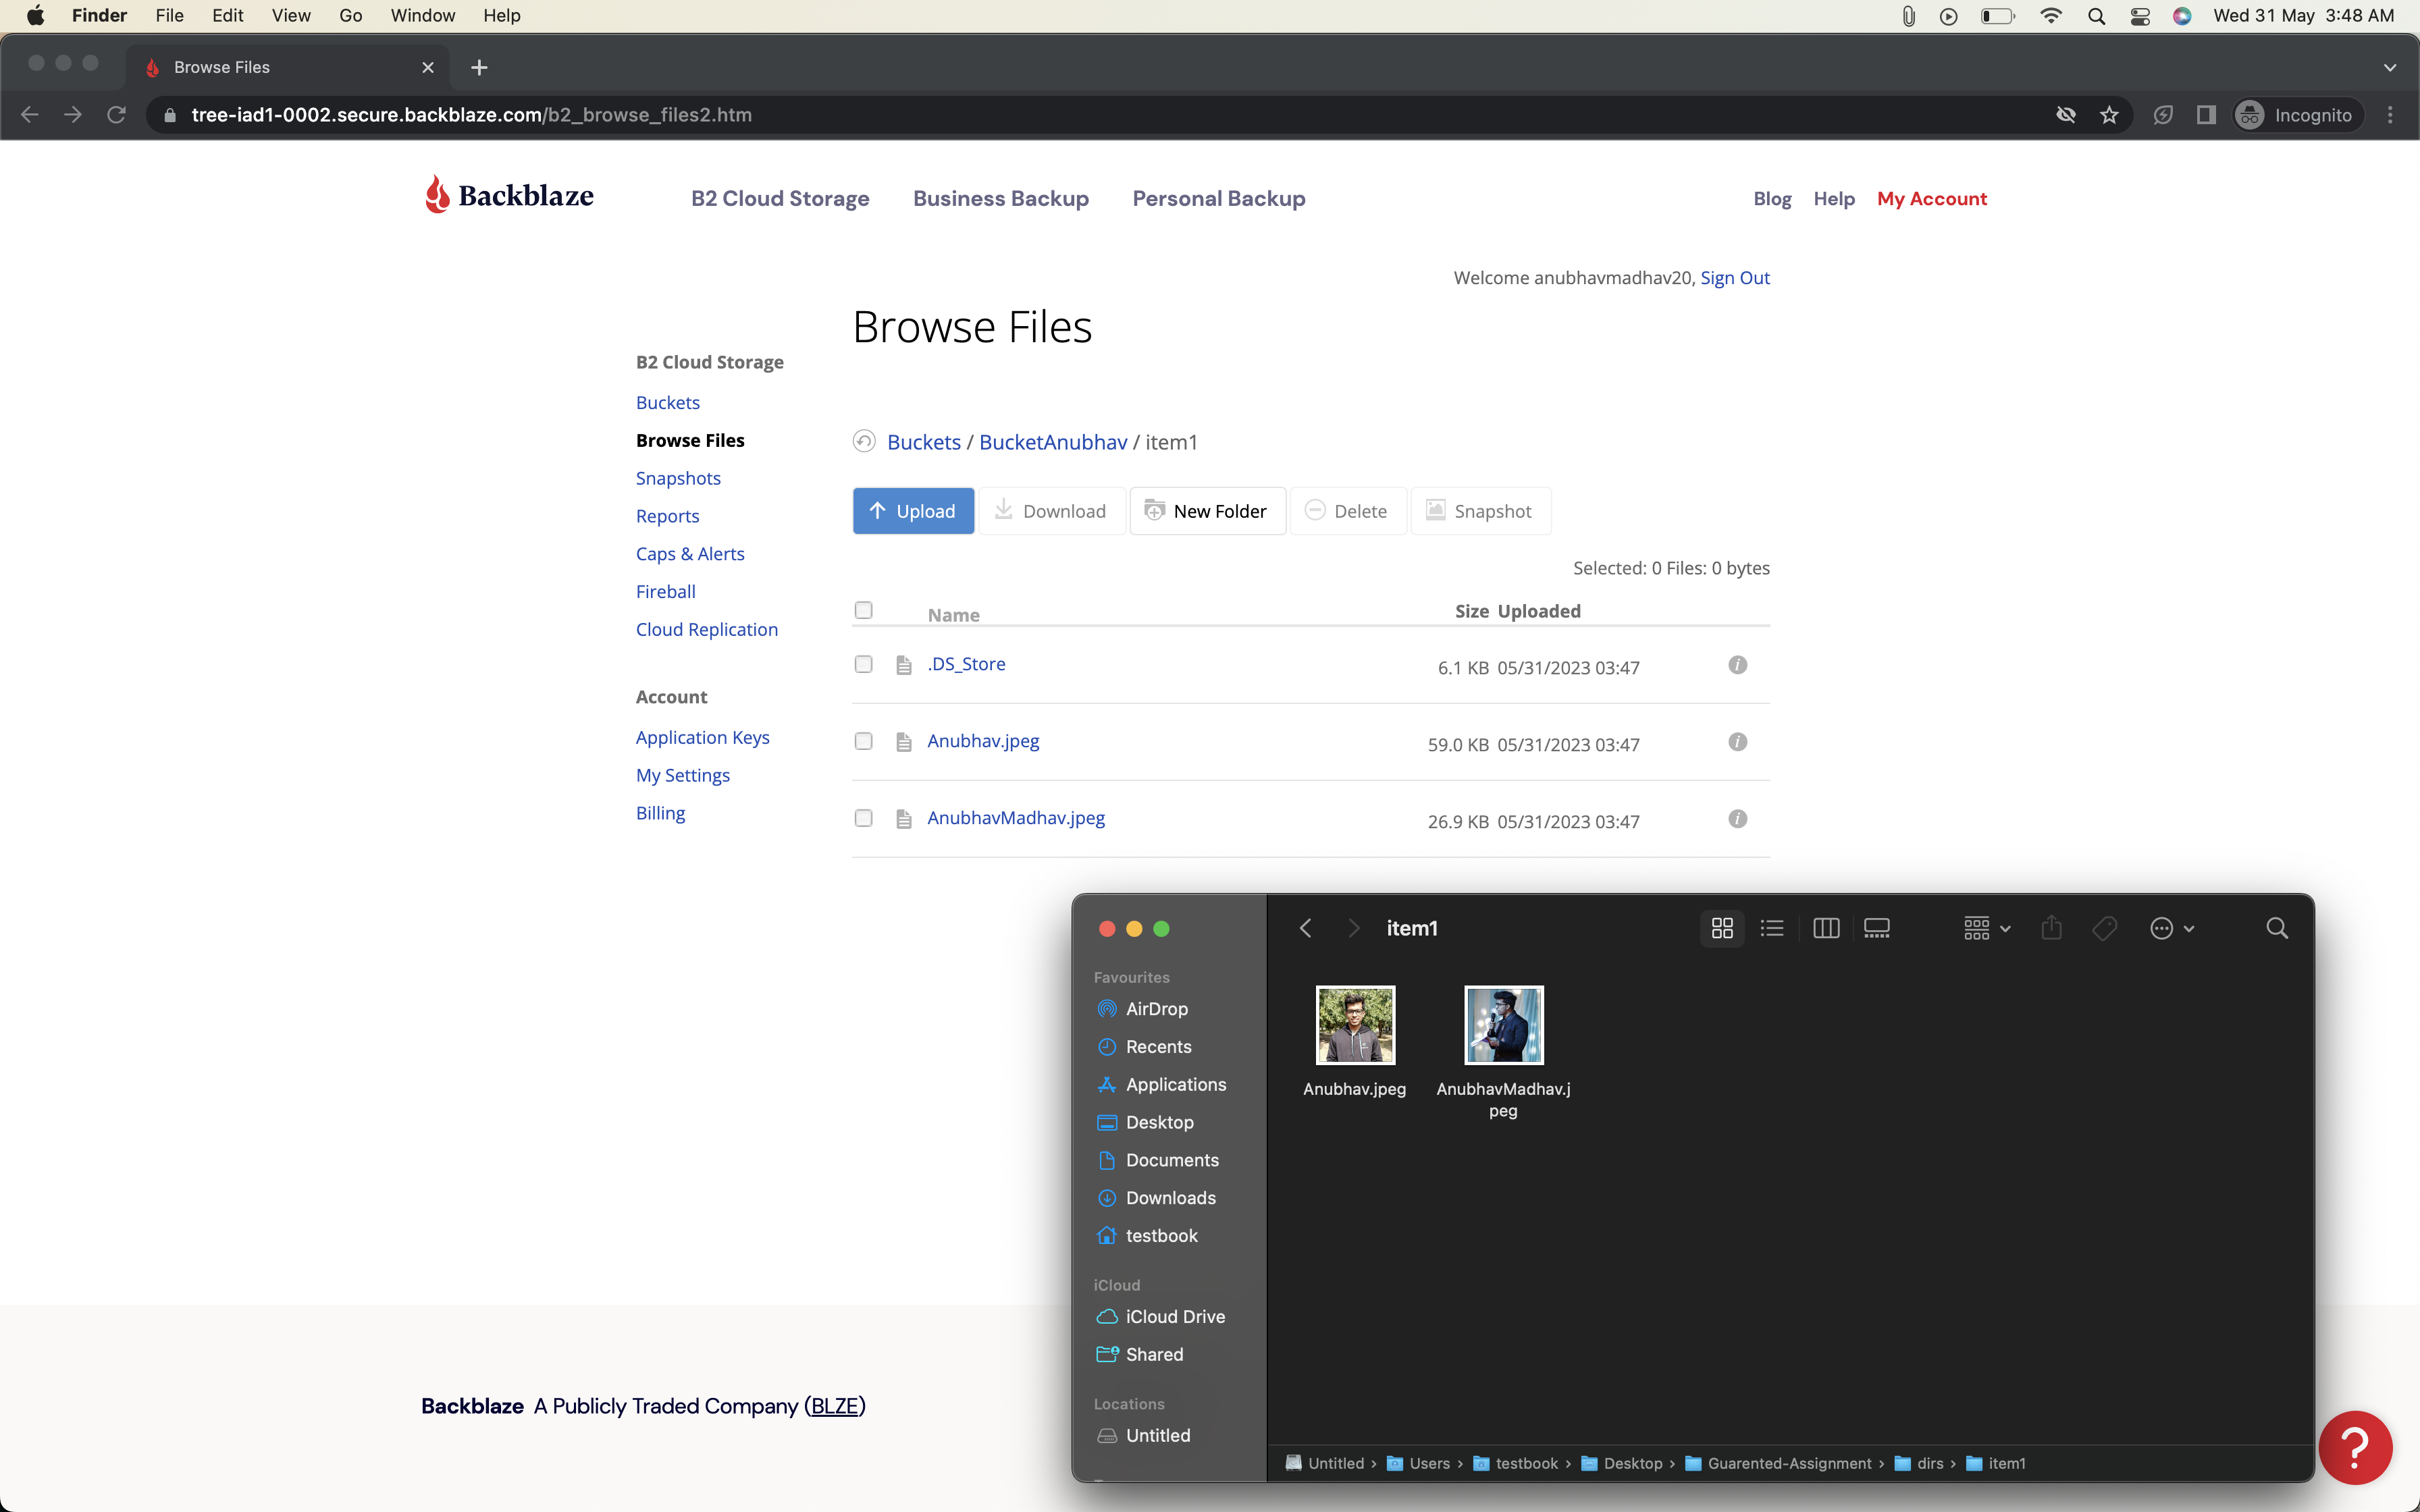 Finder File Edit View Go Window Help Wed 31 May 3:48 AM
Browse Files
tree-iad1-0002.secure.backblaze.com/b2_browse_files2.htm Incognito
Backblaze B2 Cloud Storage Business Backup Personal Backup Blog Help My Account
Welcome anubhavmadhav20, Sign Out
Browse Files
B2 Cloud Storage
Buckets
Browse Files
Snapshots
Reports
Caps & Alerts
Fireball
Cloud Replication
Account
Application Keys
My Settings
Billing
Buckets / BucketAnubhav / item1
Upload Download New Folder Delete Snapshot
Selected: 0 Files: 0 bytes
Name Size Uploaded
.DS_Store 6.1 KB 05/31/2023 03:47
Anubhav.jpeg 59.0 KB 05/31/2023 03:47
AnubhavMadhav.jpeg 26.9 KB 05/31/2023 03:47
item1
Favourites
AirDrop
Recents
Applications
Desktop
Documents
Downloads
testbook
iCloud
iCloud Drive
Shared
Locations
Untitled
Anubhav.jpeg
AnubhavMadhav.j
peg
Untitled › Users › testbook › Desktop › Guarented-Assignment › dirs › item1
Backblaze A Publicly Traded Company (BLZE)
?